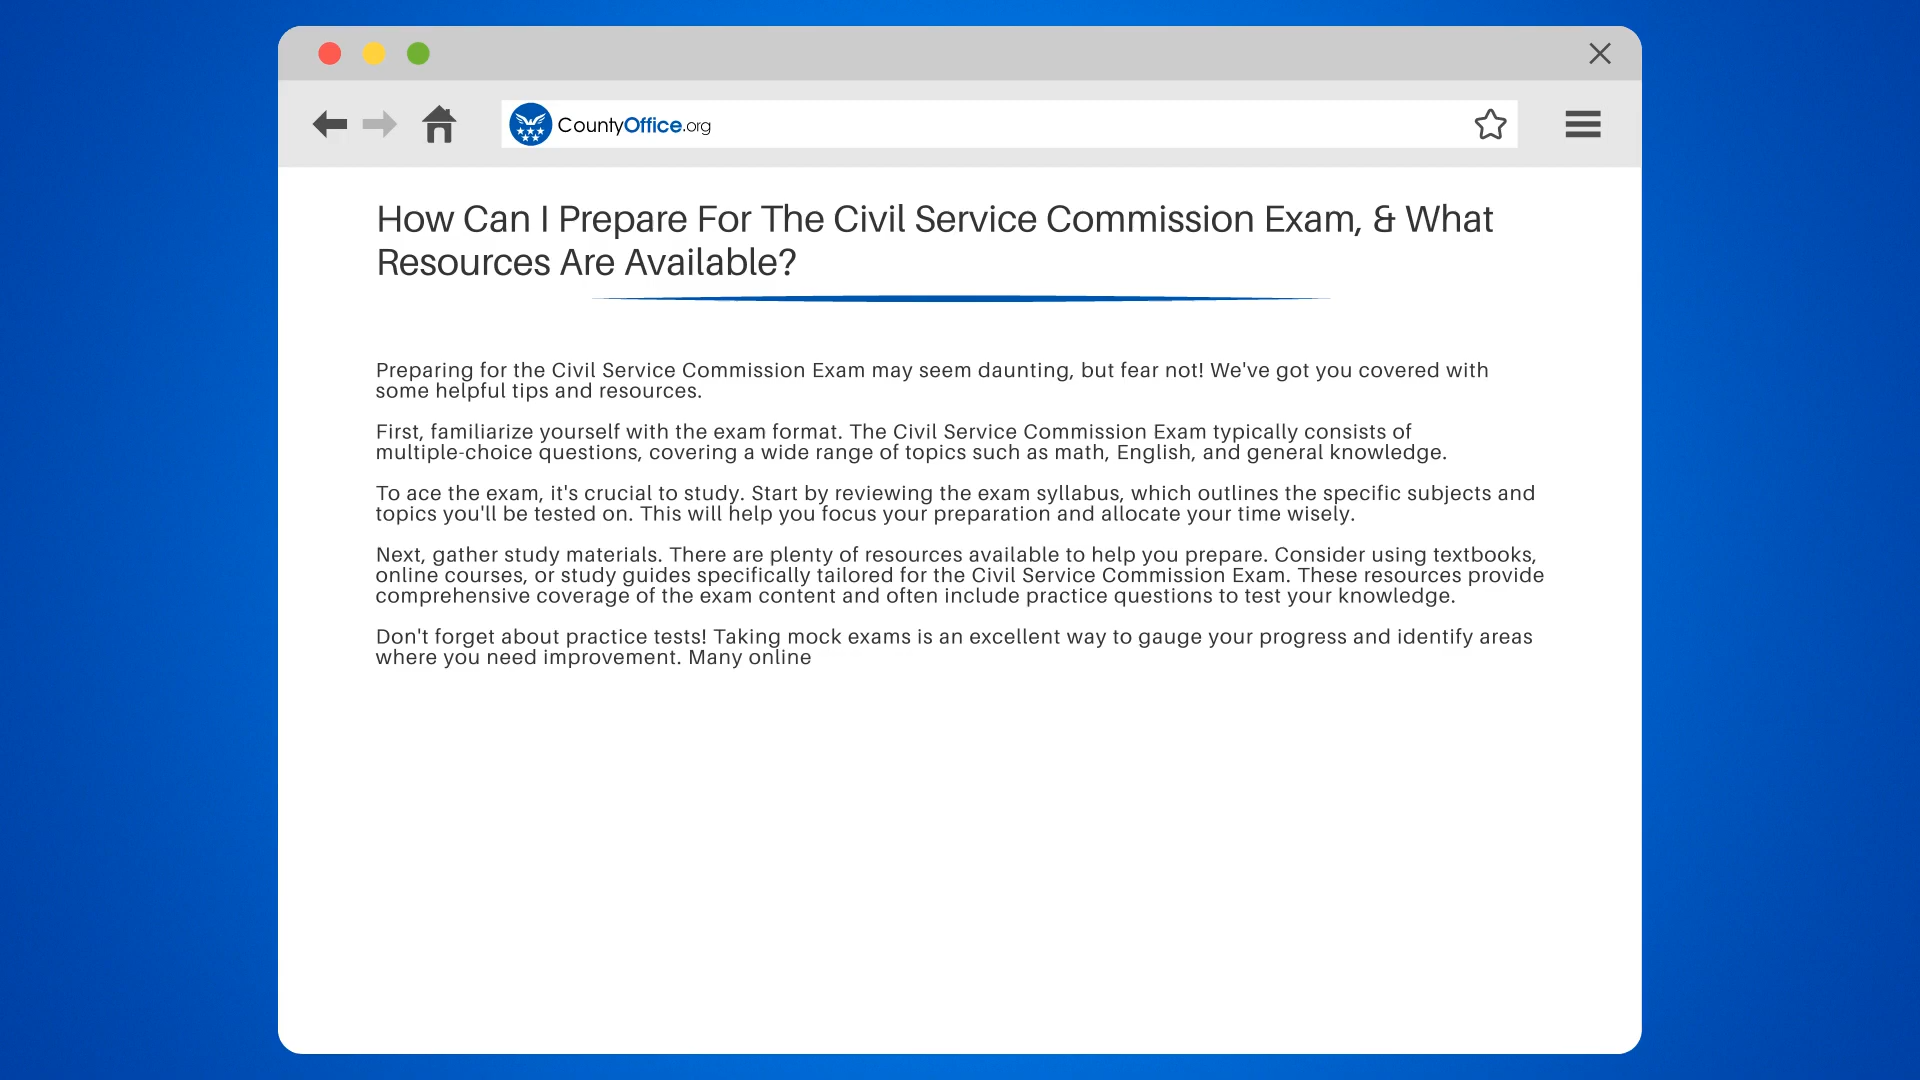 CountyOffice.org
How Can I Prepare For The Civil Service Commission Exam, & What
Resources Are Available?
Preparing for the Civil Service Commission Exam may seem daunting, but fear not! We've got you covered with
some helpful tips and resources.
First, familiarize yourself with the exam format. The Civil Service Commission Exam typically consists of
multiple-choice questions, covering a wide range of topics such as math, English, and general knowledge.
To ace the exam, it's crucial to study. Start by reviewing the exam syllabus, which outlines the specific subjects and
topics you'll be tested on. This will help you focus your preparation and allocate your time wisely.
Next, gather study materials. There are plenty of resources available to help you prepare. Consider using textbooks,
online courses, or study guides specifically tailored for the Civil Service Commission Exam. These resources provide
comprehensive coverage of the exam content and often include practice questions to test your knowledge.
Don't forget about practice tests! Taking mock exams is an excellent way to gauge your progress and identify areas
where you need improvement. Many online